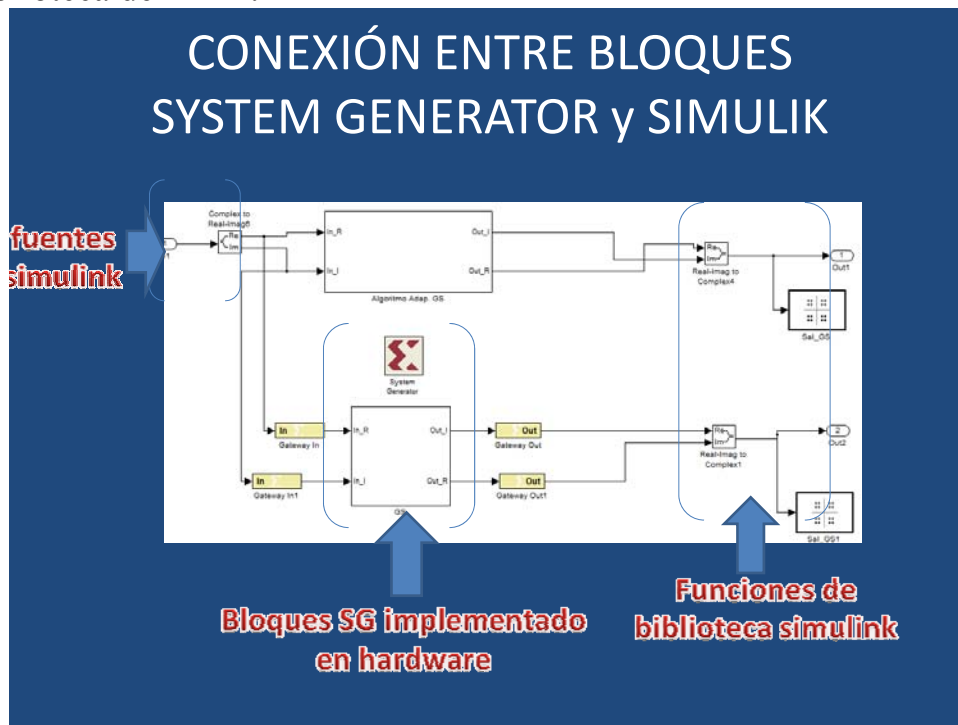 CONEXIÓN ENTRE BLOQUES
SYSTEM GENERATOR y SIMULIK
fuentes
simulink
Complex to
Real-Imag6
Re
Im
In_R
In_I
Out_I
Out_R
Algoritmo Adap. GS
Re
Im
Real-Imag to
Complex4
1
Out1
Sal_GS
System
Generator
In
Gateway In
In
Gateway In1
In_R
In_I
Out_I
Out_R
GS
Out
Gateway Out
Out
Gateway Out1
Re
Im
Real-Imag to
Complex1
2
Out2
Sal_GS1
Bloques SG implementado
en hardware
Funciones de
biblioteca simulink